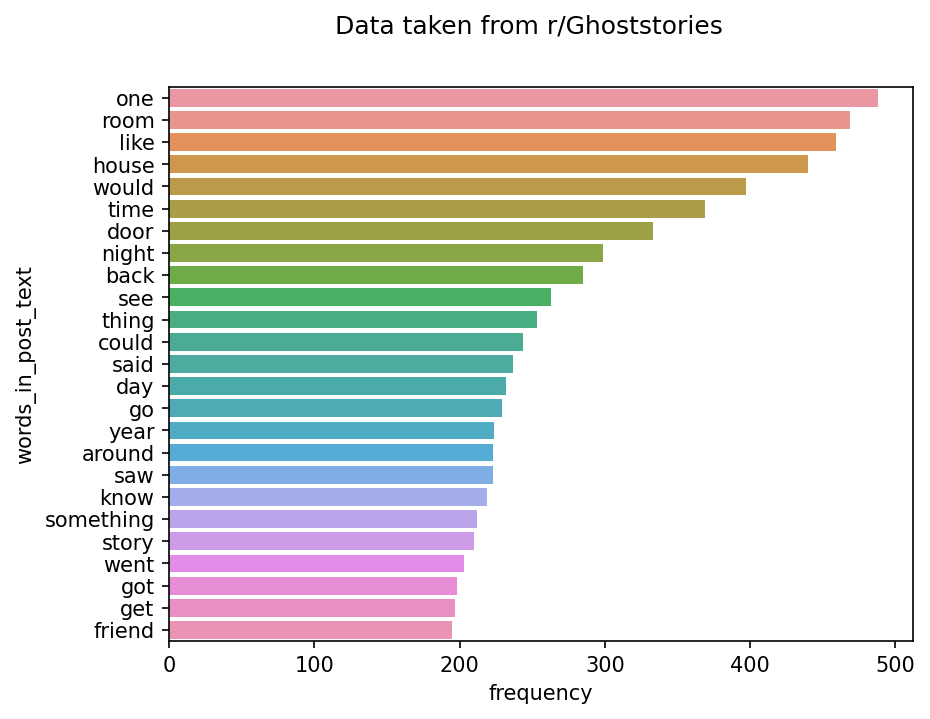 Data taken from r/Ghoststories
words_in_post_text
one
room
like
house
would
time
door
night
back
see
thing
could
said
day
go
year
around
saw
know
something
story
went
got
get
friend
0 100 200 300 400 500
frequency